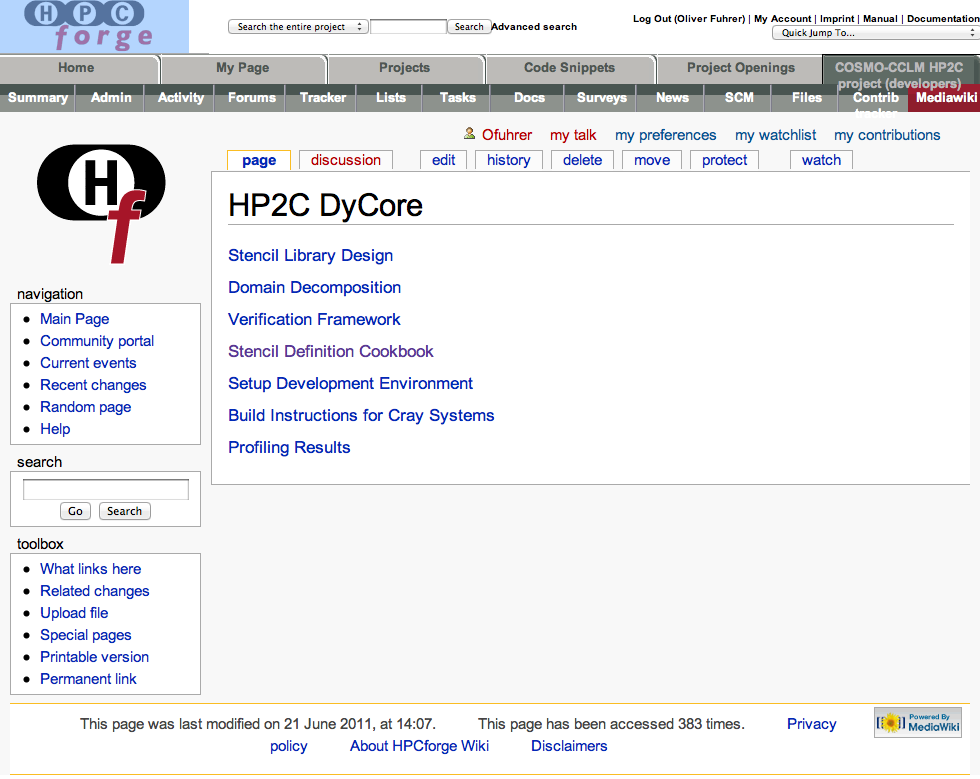 HPC
forge
Search the entire project Search Advanced search
Log Out (Oliver Fuhrer) | My Account | Imprint | Manual | Documentation
Quick Jump To...
Home My Page Projects Code Snippets Project Openings COSMO-CCLM HP2C
project (developers)
Summary Admin Activity Forums Tracker Lists Tasks Docs Surveys News SCM Files Contrib Mediawiki
tracker
Ofuhrer my talk my preferences my watchlist my contributions
page discussion edit history delete move protect watch
Hf
HP2C DyCore
Stencil Library Design
Domain Decomposition
Verification Framework
Stencil Definition Cookbook
Setup Development Environment
Build Instructions for Cray Systems
Profiling Results
navigation
Main Page
Community portal
Current events
Recent changes
Random page
Help
search
Go Search
toolbox
What links here
Related changes
Upload file
Special pages
Printable version
Permanent link
This page was last modified on 21 June 2011, at 14:07. This page has been accessed 383 times. Privacy
policy About HPCforge Wiki Disclaimers
Powered By
MediaWiki